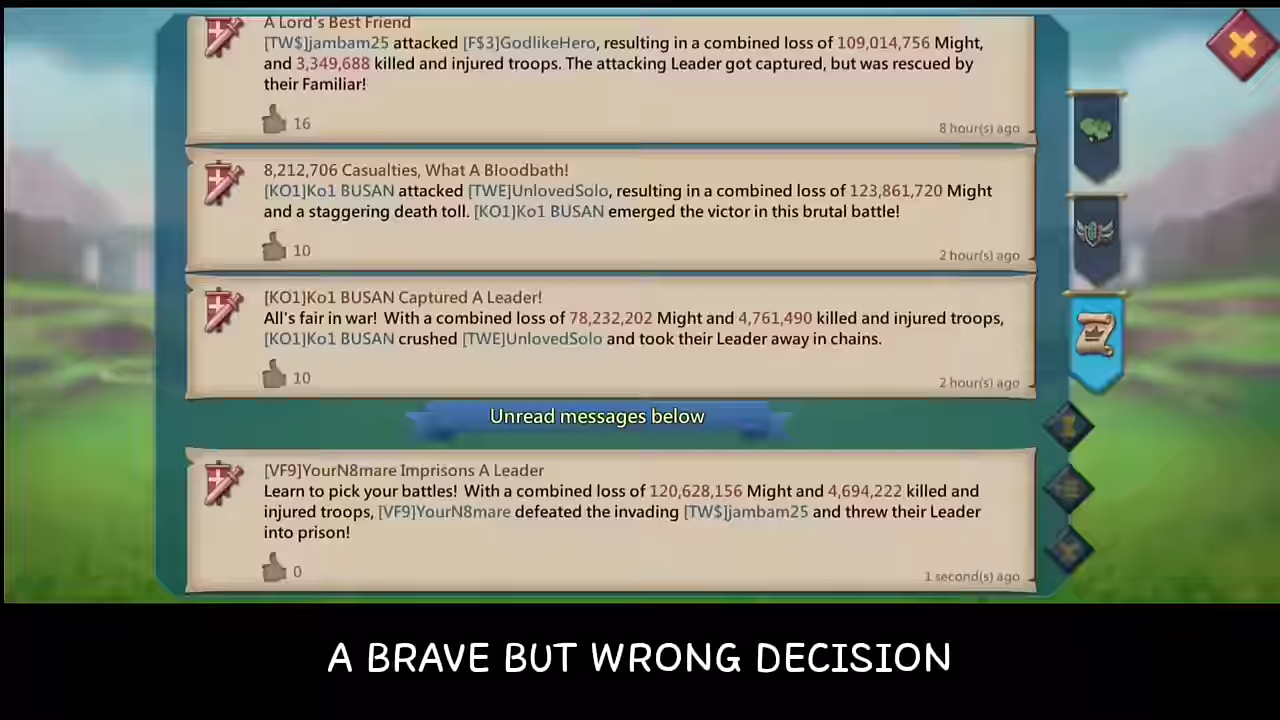 A Lord's Best Friend
[TW$]jambam25 attacked [F$3]GodlikeHero, resulting in a combined loss of 109,014,756 Might,
and 3,349,688 killed and injured troops. The attacking Leader got captured, but was rescued by
their Familiar!
16
8 hour(s) ago
8,212,706 Casualties, What A Bloodbath!
[KO1]Ko1 BUSAN attacked [TWE]UnlovedSolo, resulting in a combined loss of 123,861,720 Might
and a staggering death toll. [KO1]Ko1 BUSAN emerged the victor in this brutal battle!
10
2 hour(s) ago
[KO1]Ko1 BUSAN Captured A Leader!
All's fair in war! With a combined loss of 78,232,202 Might and 4,761,490 killed and injured troops,
[KO1]Ko1 BUSAN crushed [TWE]UnlovedSolo and took their Leader away in chains.
10
2 hour(s) ago
Unread messages below
[VF9]YourN8mare Imprisons A Leader
Learn to pick your battles! With a combined loss of 120,628,156 Might and 4,694,222 killed and
injured troops, [VF9]YourN8mare defeated the invading [TW$]jambam25 and threw their Leader
into prison!
0
1 second(s) ago
A BRAVE BUT WRONG DECISION